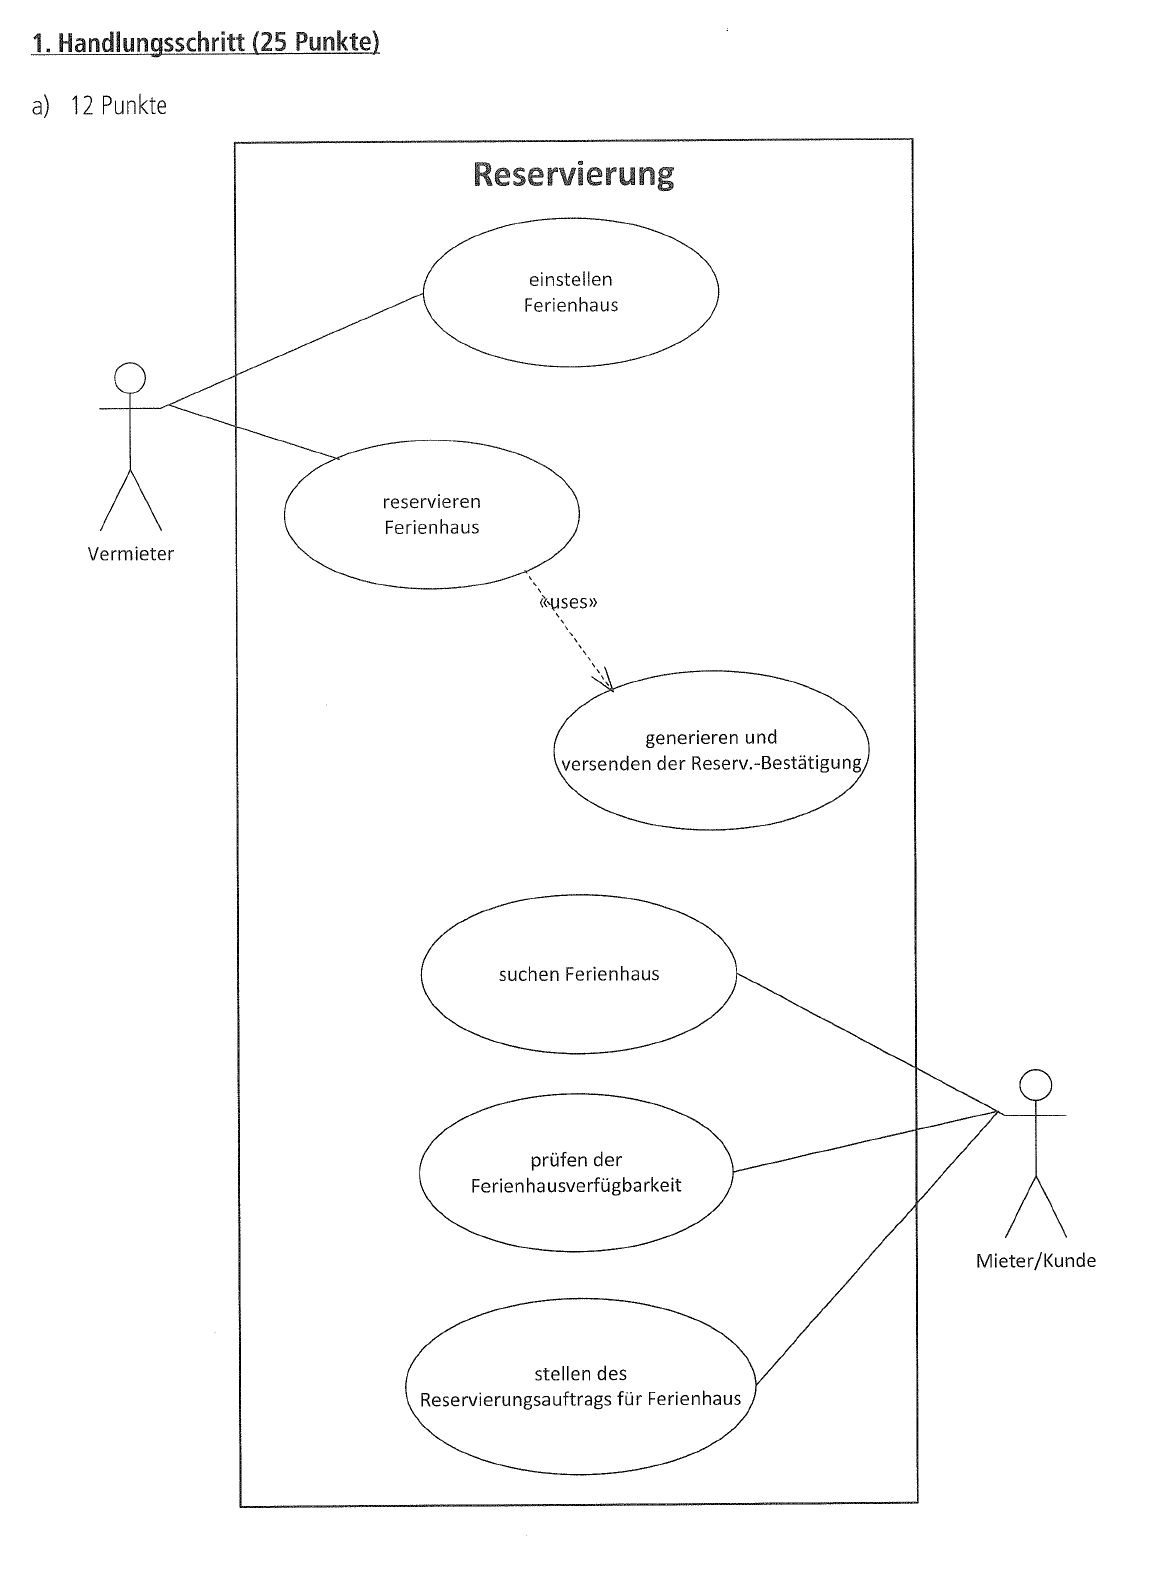 1. Handlungsschritt (25 Punkte)
a) 12 Punkte
Reservierung
einstellen
Ferienhaus
reservieren
Ferienhaus
Vermieter
«uses»
generieren und
versenden der Reserv.-Bestätigung
suchen Ferienhaus
prüfen der
Ferienhausverfügbarkeit
Mieter/Kunde
stellen des
Reservierungsauftrags für Ferienhaus